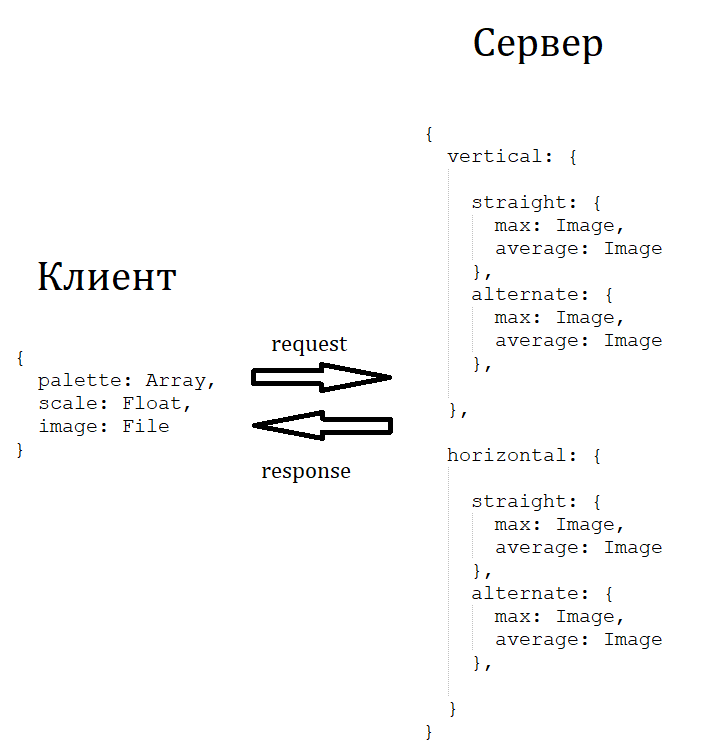 Сервер
{
vertical: {
straight: {
max: Image,
average: Image
},
alternate: {
max: Image,
average: Image
},
},
horizontal: {
straight: {
max: Image,
average: Image
},
alternate: {
max: Image,
average: Image
},
}
}
Клиент
{
palette: Array,
scale: Float,
image: File
}
request
response